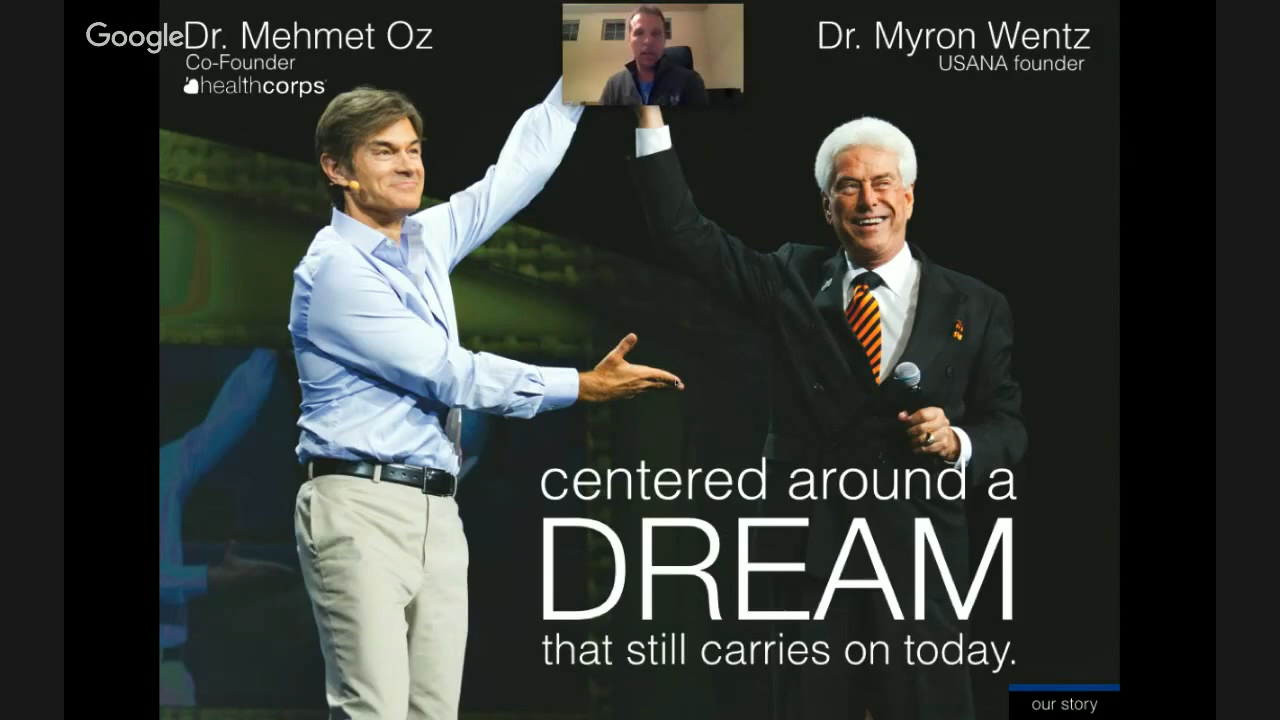 Google
Dr. Mehmet Oz
Co-Founder
healthcorps
Dr. Myron Wentz
USANA founder
centered around a
DREAM
that still carries on today.
our story